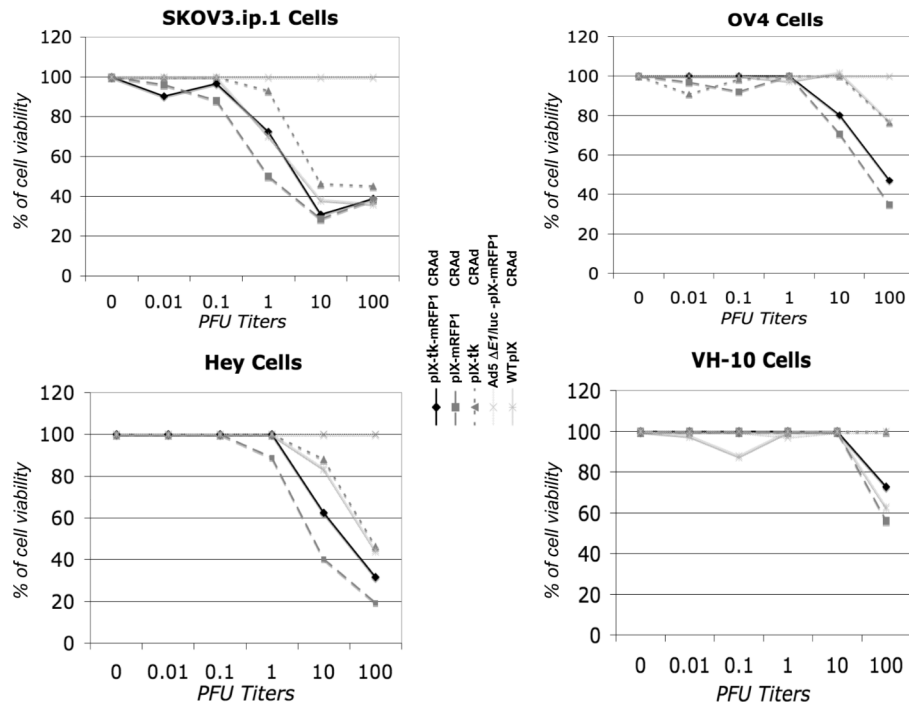 SKOV3.ip.1 Cells
120
100
80
60
40
20
0
% of cell viability
0 0.01 0.1 1 10 100
PFU Titers
OV4 Cells
120
100
80
60
40
20
0
% of cell viability
0 0.01 0.1 1 10 100
PFU Titers
pIX-tk-mRFP1 CRAd
pIX-mRFP1 CRAd
pIX-tk CRAd
Ad5 ΔE1/luc -pIX-mRFP1
WTpIX CRAd
Hey Cells
120
100
80
60
40
20
0
% of cell viability
0 0.01 0.1 1 10 100
PFU Titers
VH-10 Cells
120
100
80
60
40
20
0
% of cell viability
0 0.01 0.1 1 10 100
PFU Titers